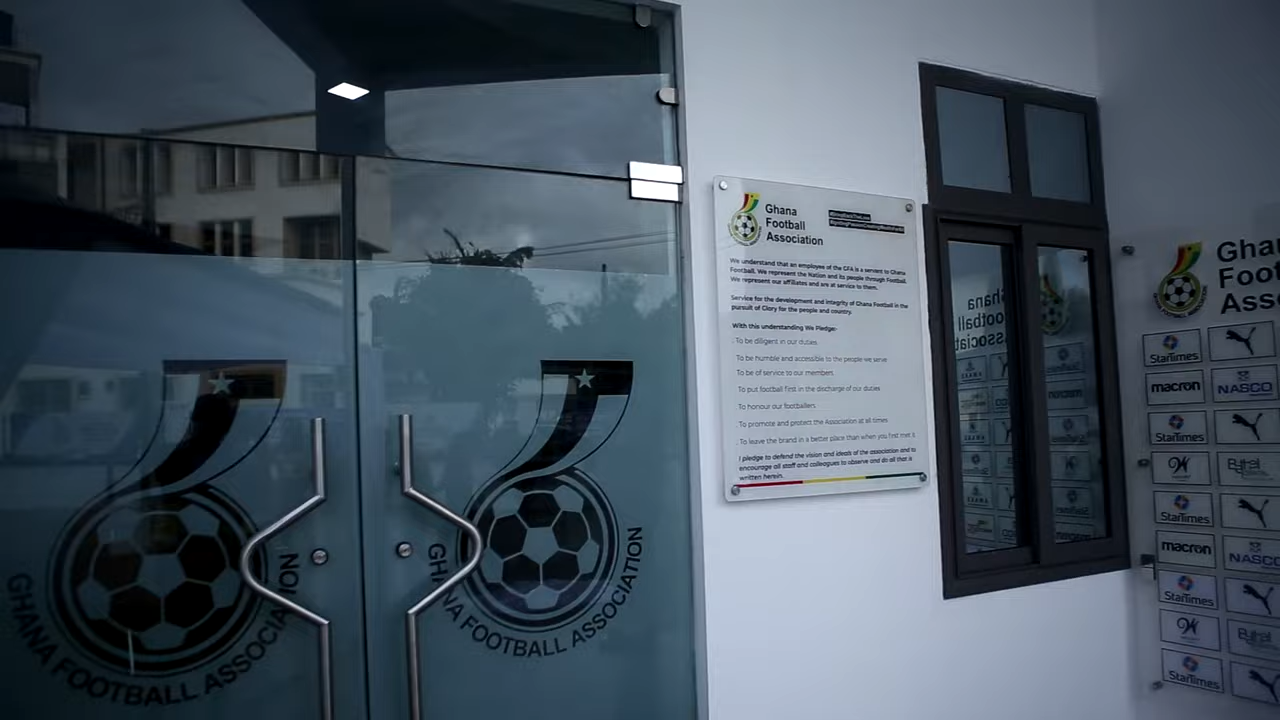 GHANA FOOTBALL ASSOCIATION
GHANA FOOTBALL ASSOCIATION
Ghana
Football
Association
We understand that an employee of the GFA is a servant to Ghana
Football. We represent the Nation and its people through Football.
We represent our affiliates and are at service to them.
Service for the development and integrity of Ghana Football in the
pursuit of Glory for the people and country.
With this understanding We Pledge:
To be diligent in our duties
To be humble and accessible to the people we serve
To be of service to our members
To put football first in the discharge of our duties
To honour our footballers
To promote and protect the Association at all times
To leave the brand in a better place than when you first met it
I pledge to defend the vision and ideals of the association and to
encourage all staff and colleagues to observe and do all that is
written herein.
Ghana
Football
Associat
Ghan
Foot
Asso
StarTimes
macron NASCO
StarTimes
StarTimes
macron NASCO
StarTimes
StarTimes